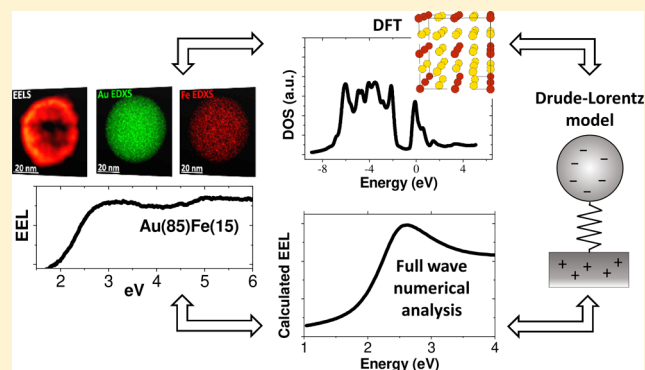 EELS
Au EDXS
Fe EDXS
20 nm
20 nm
20 nm
EEL
Au(85)Fe(15)
2 3 4 5 6
eV
DFT
DOS (a.u.)
-8 -4 0 4
Energy (eV)
Calculated EEL
Full wave
numerical
analysis
1 2 3 4
Energy (eV)
Drude-Lorentz
model
− − − − −
+ + + + +